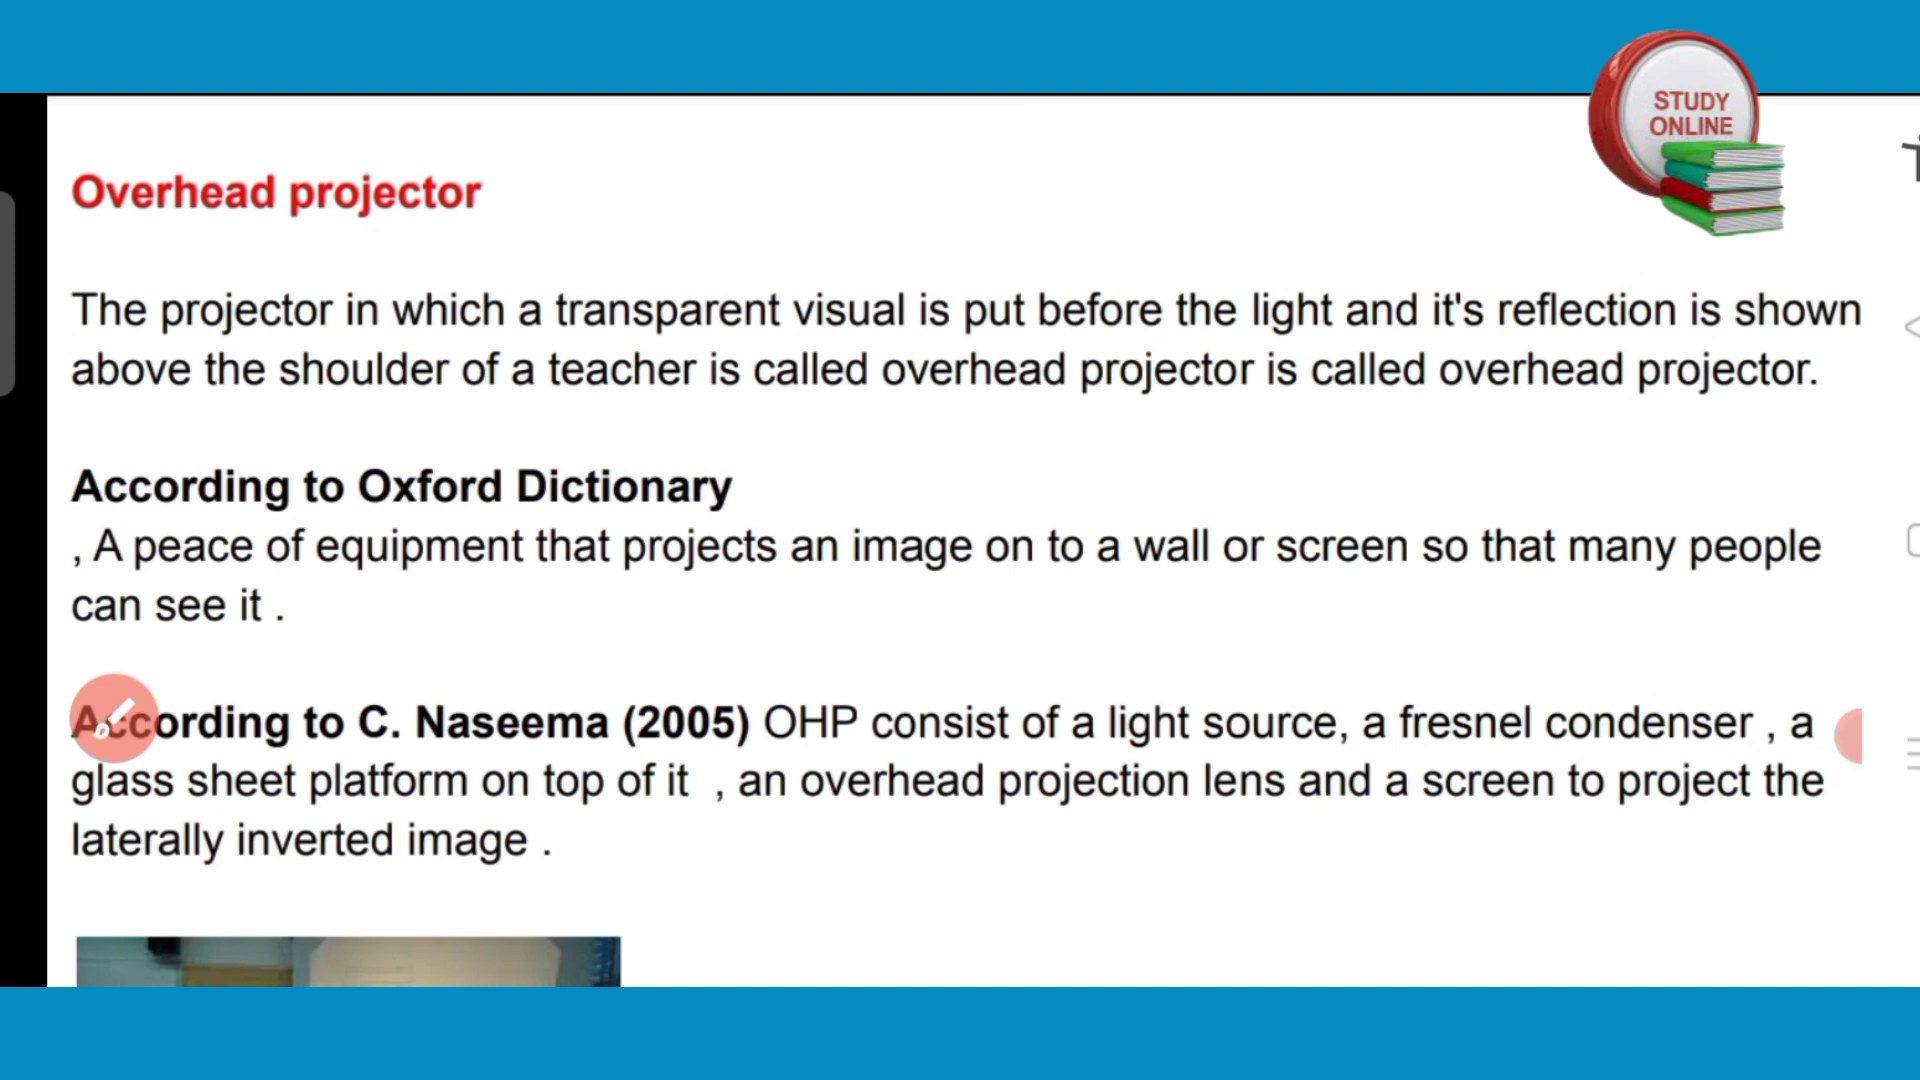 STUDY
ONLINE
Overhead projector
The projector in which a transparent visual is put before the light and it's reflection is shown
above the shoulder of a teacher is called overhead projector is called overhead projector.
According to Oxford Dictionary
, A peace of equipment that projects an image on to a wall or screen so that many people
can see it .
According to C. Naseema (2005) OHP consist of a light source, a fresnel condenser , a
glass sheet platform on top of it , an overhead projection lens and a screen to project the
laterally inverted image .